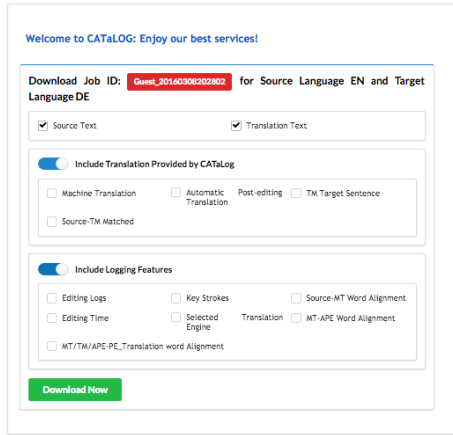 Welcome to CATaLOG: Enjoy our best services!
Download Job ID: Guest_20160308202802 for Source Language EN and Target
Language DE
Source Text Translation Text
Include Translation Provided by CATaLog
Machine Translation Automatic Post-editing TM Target Sentence
Translation
Source-TM Matched
Include Logging Features
Editing Logs Key Strokes Source-MT Word Alignment
Editing Time Selected Translation MT-APE Word Alignment
Engine
MT/TM/APE-PE_Translation word Alignment
Download Now